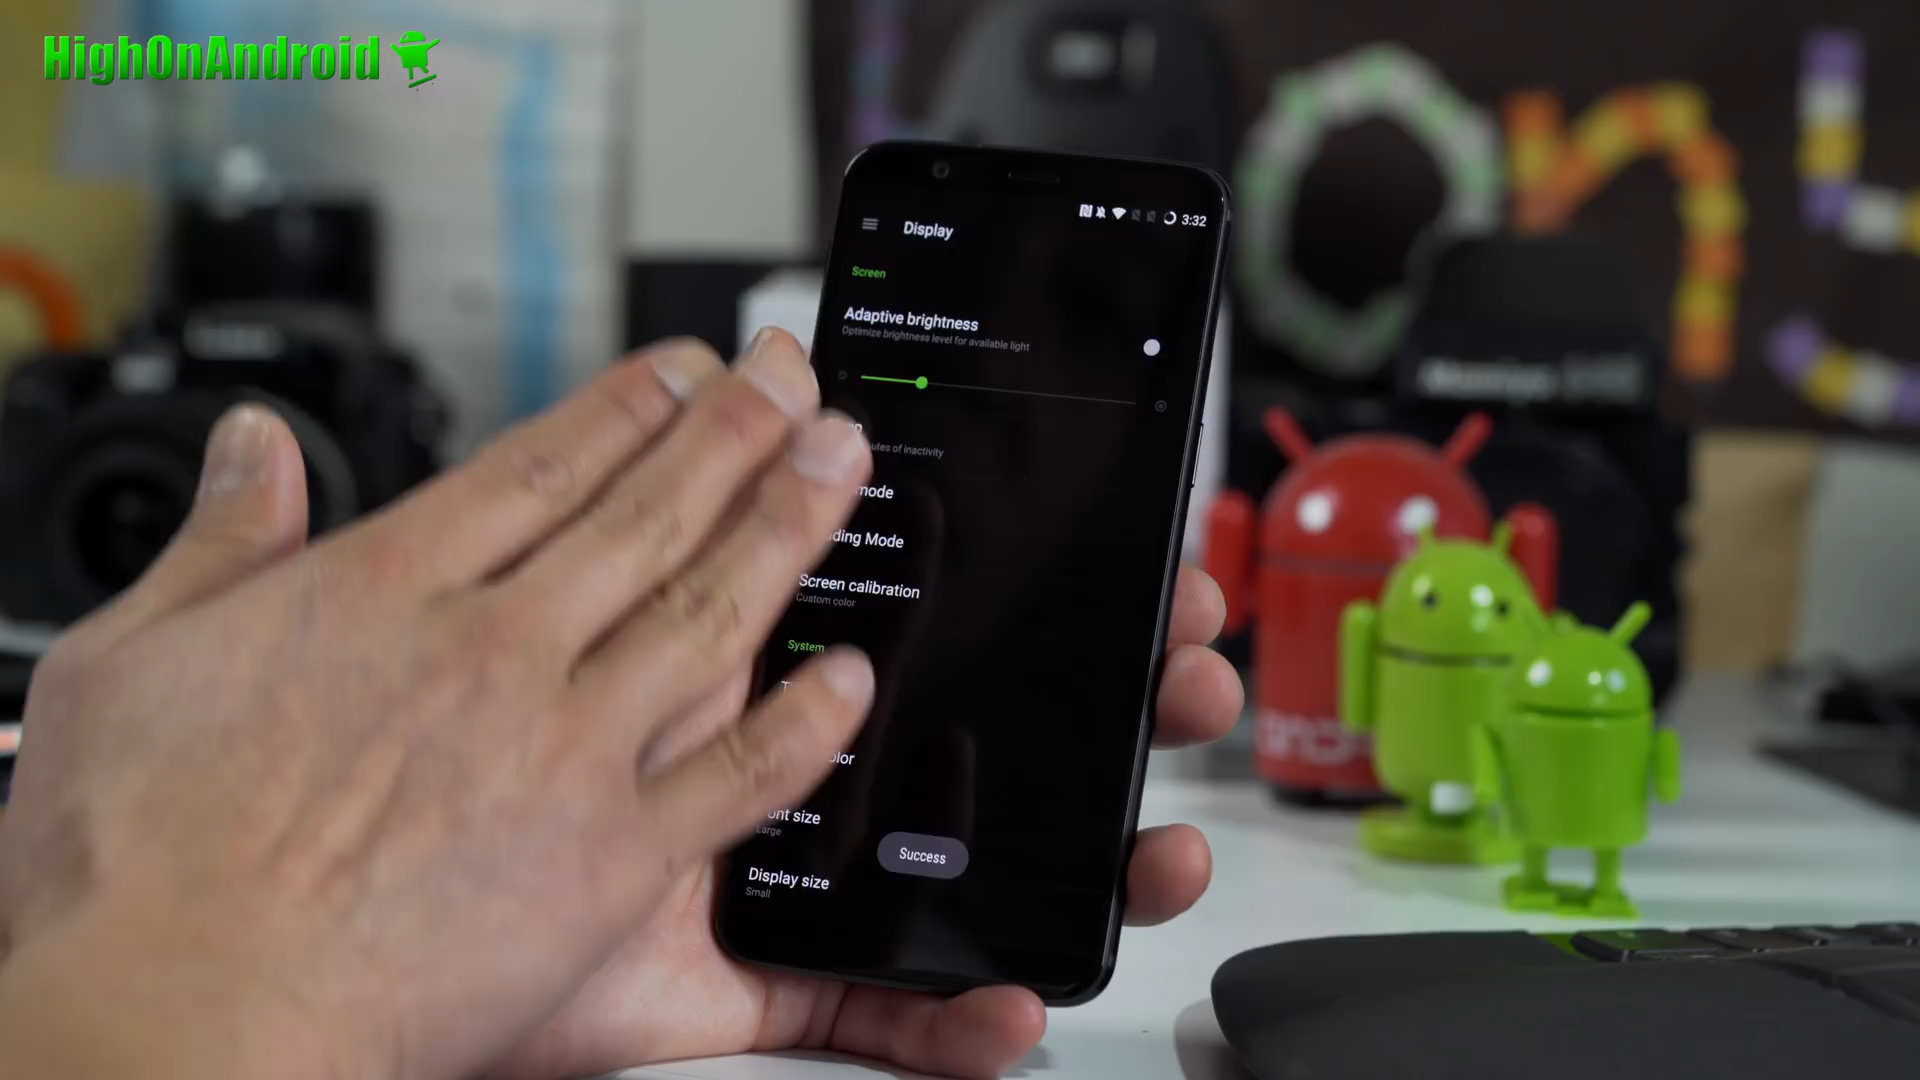 HighOnAndroid
3:32
Display
Screen
Adaptive brightness
Optimize brightness level for available light
utes of inactivity
mode
ding Mode
Screen calibration
Custom color
System
olor
ont size
Large
Display size
Small
Success